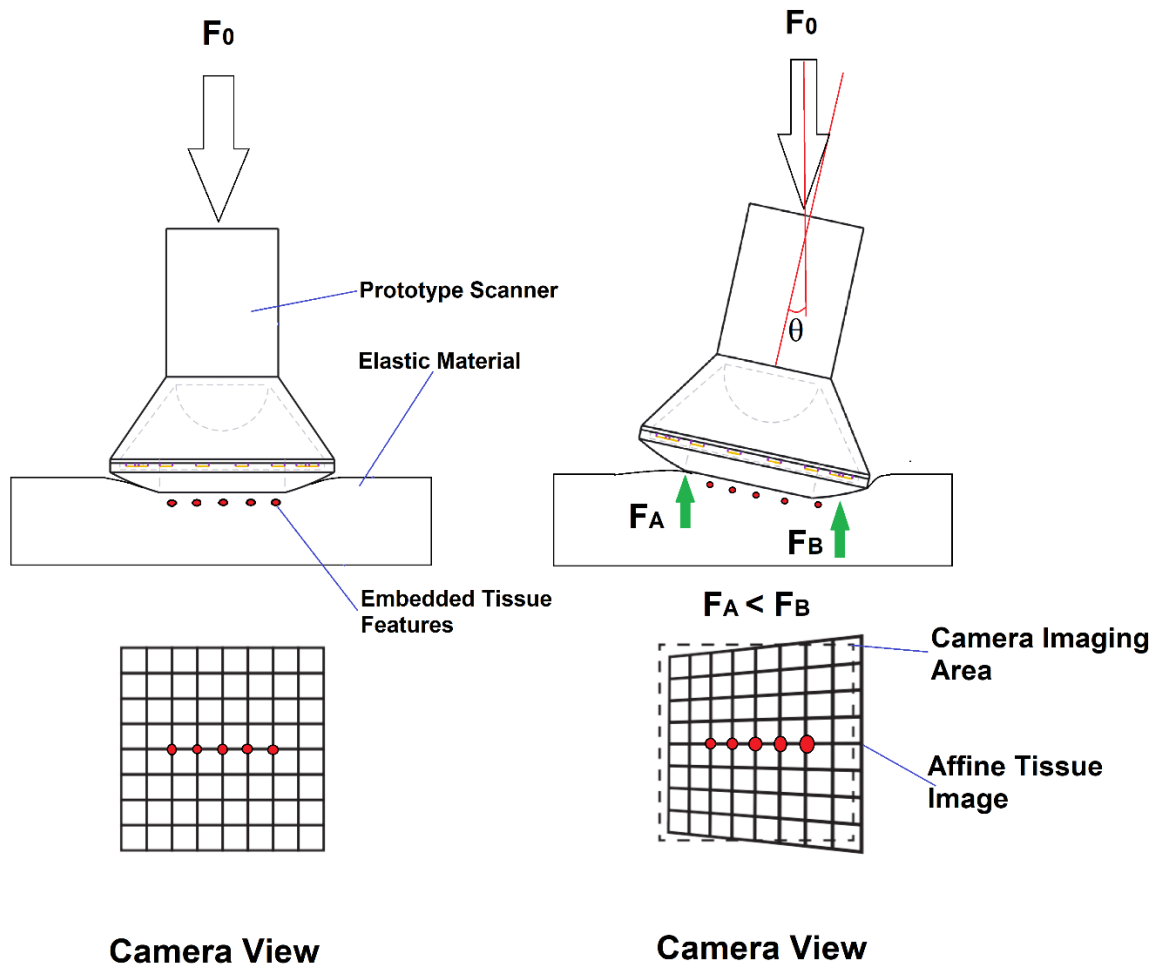 F0
F0
Prototype Scanner
Elastic Material
θ
FA
FB
Embedded Tissue
Features
FA < FB
Camera Imaging
Area
Affine Tissue
Image
Camera View
Camera View